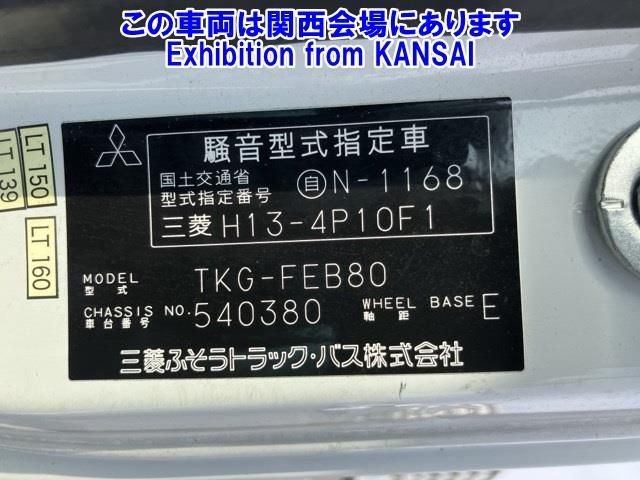 この車両は関西会場にあります
Exhibition from KANSAI
LT 150
LT 139
LT 160
騒音型式指定車
国土交通省
型式指定番号
自 N-1168
三菱 H13-4P10F1
MODEL
型式
TKG-FEB80
CHASSIS NO.
車台番号
540380
WHEEL BASE
軸距
E
三菱ふそうトラック・バス株式会社